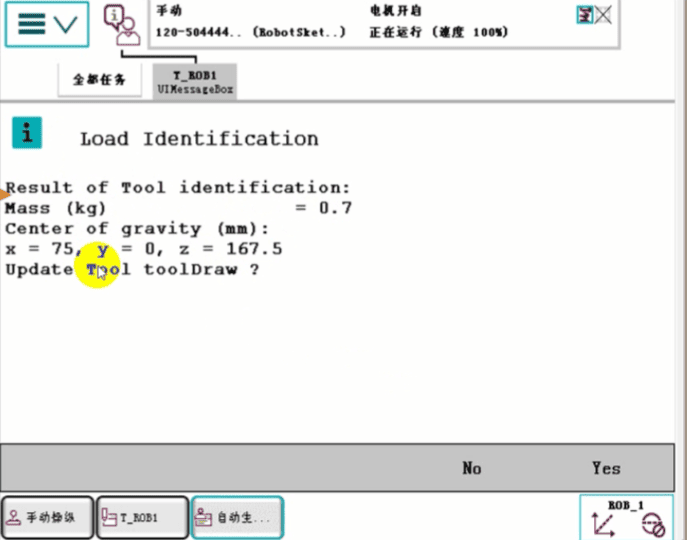 手动
电机开启
120-504444.. (RobotSket..)
正在运行 (速度 100%)
全部任务
T_ROB1
UIMessageBox
i
Load Identification
Result of Tool identification:
Mass (kg) = 0.7
Center of gravity (mm):
x = 75, y = 0, z = 167.5
Update Tool toolDraw ?
No
Yes
手动操纵
T_ROB1
自动生...
ROB_1